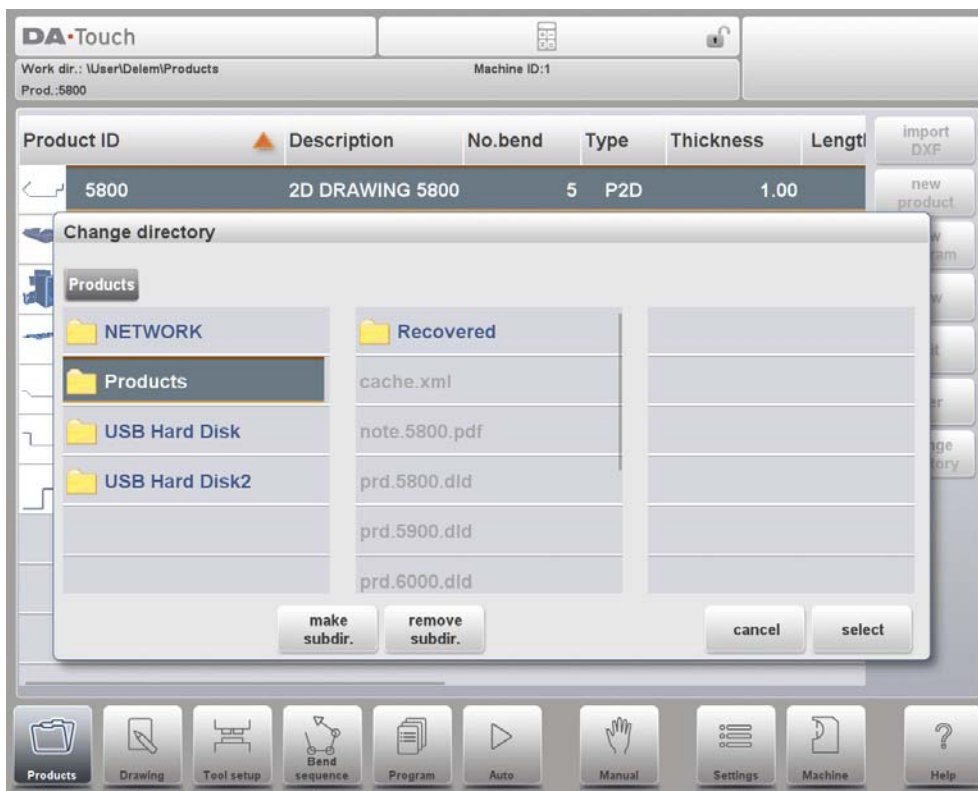 DA·Touch
Work dir.: \User\Delem\Products Machine ID:1
Prod.:5800
Product ID Description No.bend Type Thickness Length
import
DXF
5800 2D DRAWING 5800 5 P2D 1.00
new
product
Change directory
Products
NETWORK Recovered
Products cache.xml
USB Hard Disk note.5800.pdf
USB Hard Disk2 prd.5800.dld
prd.5900.dld
prd.6000.dld
make
subdir.
remove
subdir.
cancel
select
Products
Drawing
Tool setup
Bend
sequence
Program
Auto
Manual
Settings
Machine
Help